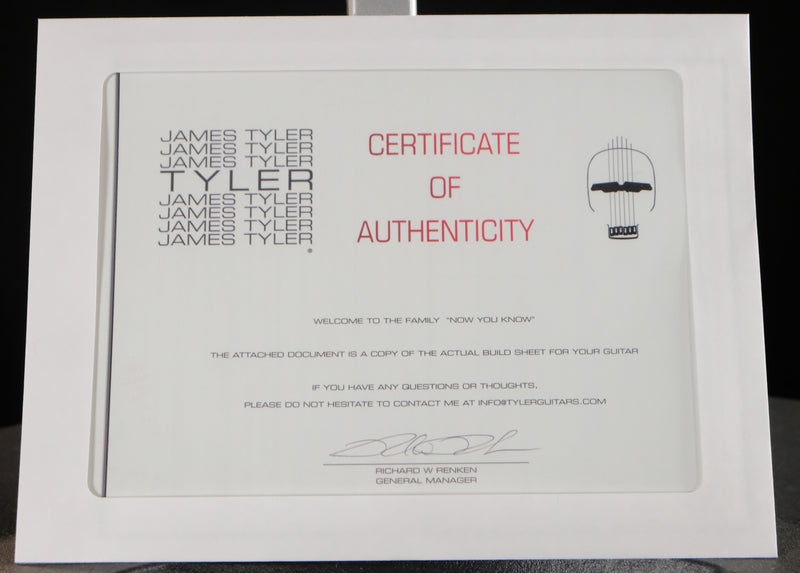 JAMES TYLER
JAMES TYLER
JAMES TYLER
TYLER
JAMES TYLER
JAMES TYLER
JAMES TYLER
JAMES TYLER
®
CERTIFICATE
OF
AUTHENTICITY
WELCOME TO THE FAMILY "NOW YOU KNOW"
THE ATTACHED DOCUMENT IS A COPY OF THE ACTUAL BUILD SHEET FOR YOUR GUITAR
IF YOU HAVE ANY QUESTIONS OR THOUGHTS,
PLEASE DO NOT HESITATE TO CONTACT ME AT INFO@TYLERGUITARS.COM
RICHARD W RENKEN
GENERAL MANAGER